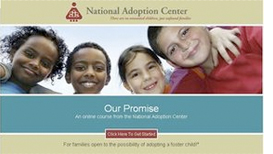 National Adoption Center
There are no unwanted children, just unfound families
Our Promise
An online course from the National Adoption Center
Click Here To Get Started
For families open to the possibility of adopting a foster child*